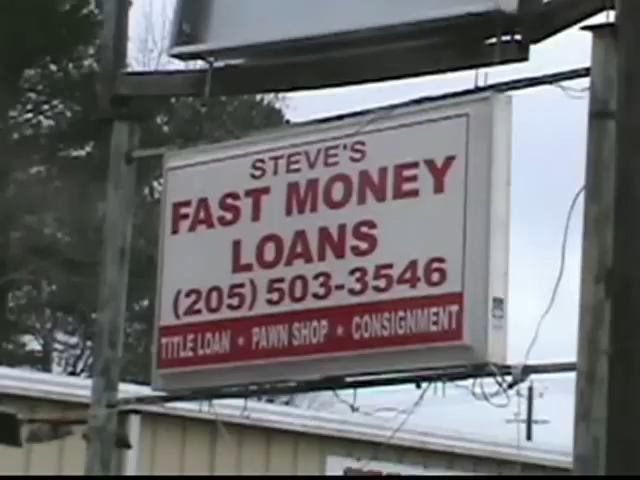 STEVE'S
FAST MONEY
LOANS
(205) 503-3546
TITLE LOAN * PAWN SHOP * CONSIGNMENT